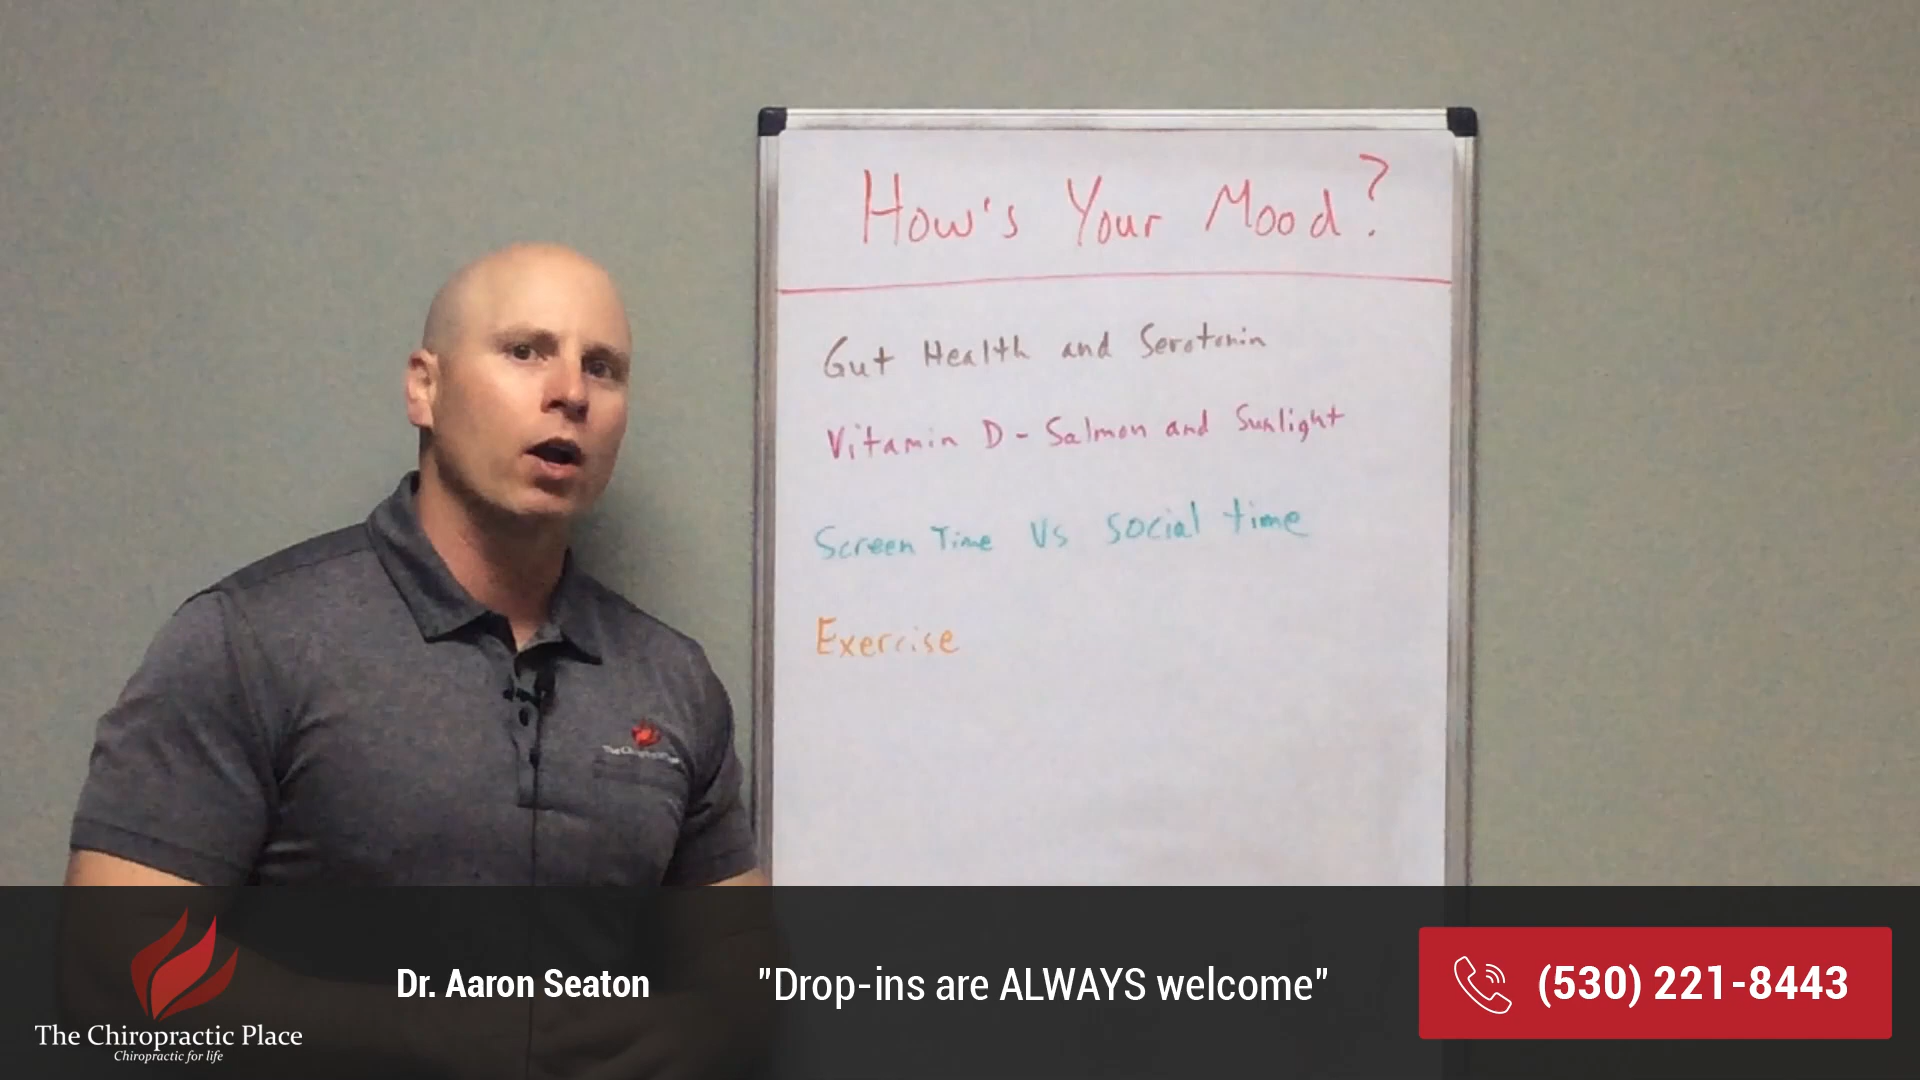 How's Your Mood?
Gut Health and Serotonin
Vitamin D - Salmon and Sunlight
Screen Time Vs social time
Exercise
The Chiropractic Place
Chiropractic for life
Dr. Aaron Seaton
"Drop-ins are ALWAYS welcome"
(530) 221-8443